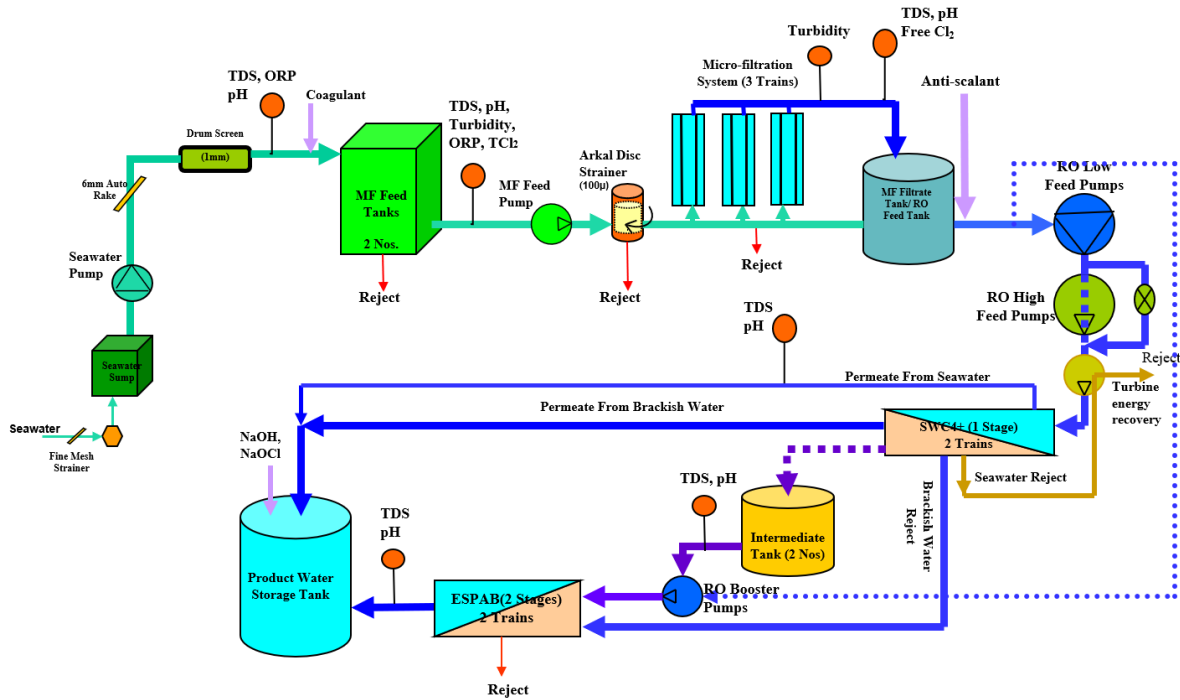 TDS, ORP
pH
Coagulant
Drum Screen
(1mm)
6mm Auto
Rake
Seawater
Pump
Seawater
Sump
Seawater
Fine Mesh
Strainer
MF Feed
Tanks
2 Nos.
Reject
TDS, pH,
Turbidity,
ORP, TCl2
MF Feed
Pump
Arkal Disc
Strainer
(100µ)
Reject
Micro-filtration
System (3 Trains)
Reject
Turbidity
TDS, pH
Free Cl2
MF Filtrate
Tank/ RO
Feed Tank
Anti-scalant
RO Low
Feed Pumps
RO High
Feed Pumps
Reject
Turbine
energy
recovery
TDS
pH
Permeate From Seawater
Permeate From Brackish Water
SWC4+ (1 Stage)
2 Trains
Seawater Reject
Brackish Water
Reject
Intermediate
Tank (2 Nos)
TDS, pH
RO Booster
Pumps
ESPAB(2 Stages)
2 Trains
Reject
TDS
pH
NaOH,
NaOCl
Product Water
Storage Tank